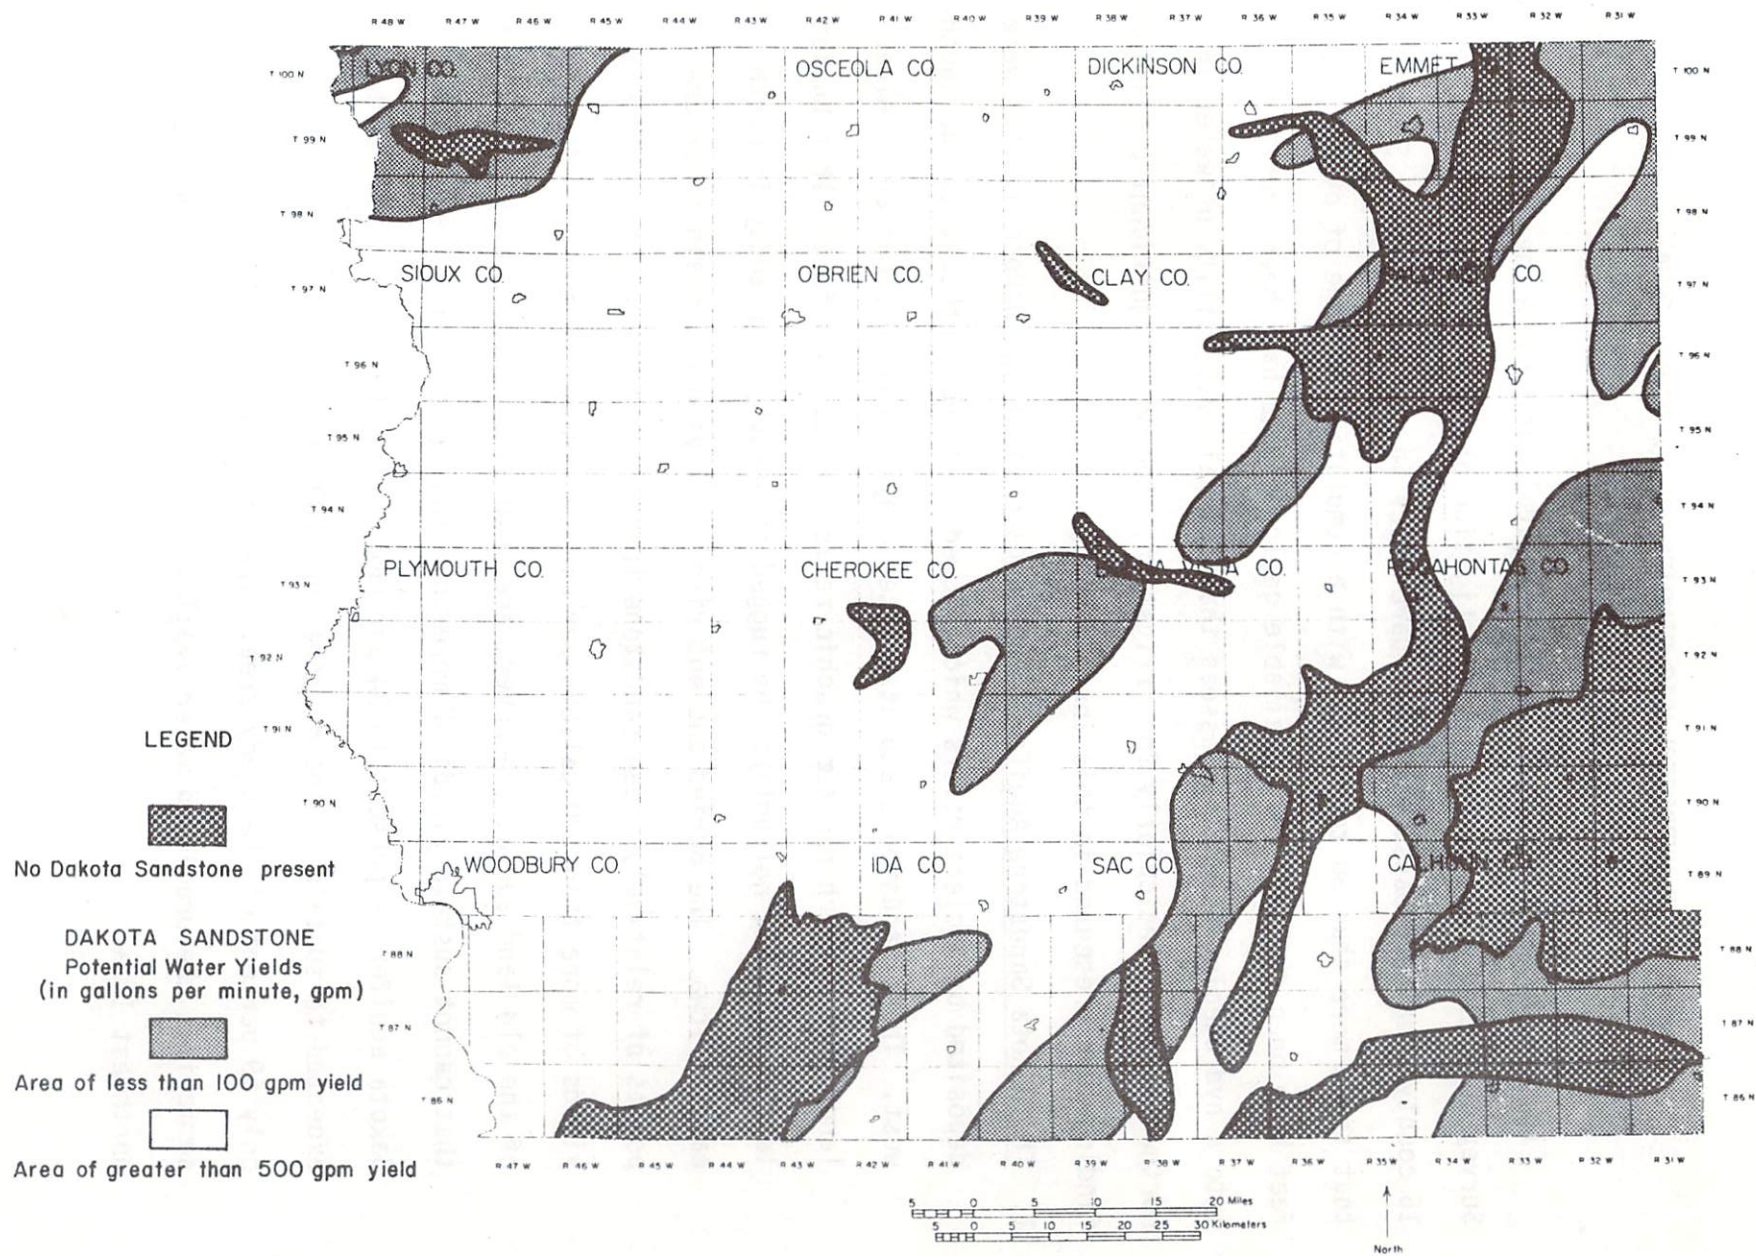 R 48 W R 47 W R 46 W R 45 W R 44 W R 43 W R 42 W R 41 W R 40 W R 39 W R 38 W R 37 W R 36 W R 35 W R 34 W R 33 W R 32 W R 31 W
T 100 N LYON CO. OSCEOLA CO. DICKINSON CO. EMMET T 100 N
T 99 N T 99 N
T 98 N T 98 N
SIOUX CO. O'BRIEN CO. CLAY CO. CO.
T 97 N T 97 N
T 96 N T 96 N
T 95 N T 95 N
T 94 N T 94 N
PLYMOUTH CO. CHEROKEE CO. BUENA VISTA CO. POCAHONTAS CO.
T 93 N T 93 N
T 92 N T 92 N
T 91 N T 91 N
T 90 N T 90 N
WOODBURY CO. IDA CO. SAC CO. CALHOUN CO.
T 89 N
T 88 N T 88 N
T 87 N T 87 N
T 86 N T 86 N
R 47 W R 46 W R 45 W R 44 W R 43 W R 42 W R 41 W R 40 W R 39 W R 38 W R 37 W R 36 W R 35 W R 34 W R 33 W R 32 W R 31 W
LEGEND
No Dakota Sandstone present
DAKOTA SANDSTONE
Potential Water Yields
(in gallons per minute, gpm)
Area of less than 100 gpm yield
Area of greater than 500 gpm yield
5 0 5 10 15 20 Miles
5 0 5 10 15 20 25 30 Kilometers
North